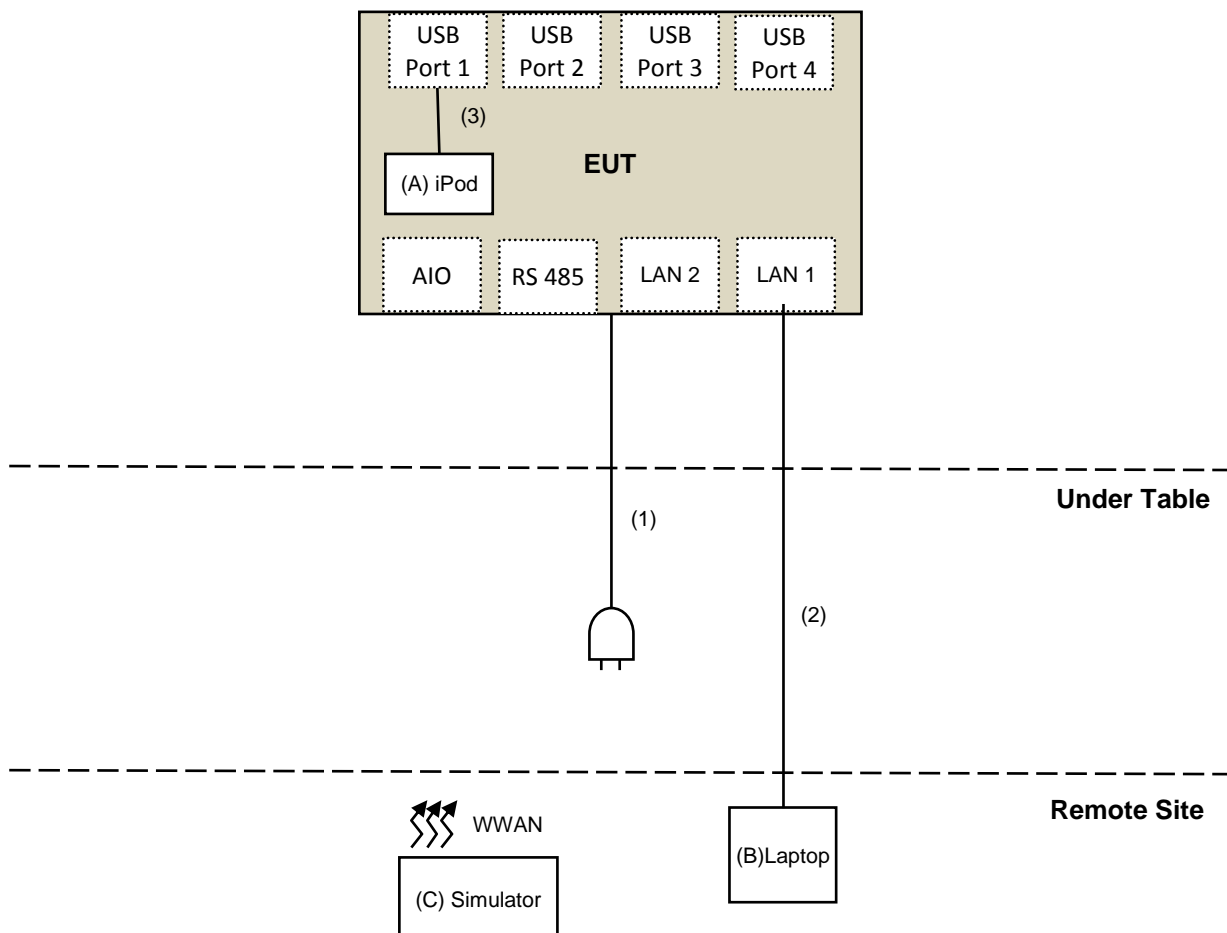 USB
Port 1
USB
Port 2
USB
Port 3
USB
Port 4
(3)
(A) iPod
EUT
AIO
RS 485
LAN 2
LAN 1
Under Table
(1)
(2)
Remote Site
WWAN
(B)Laptop
(C) Simulator